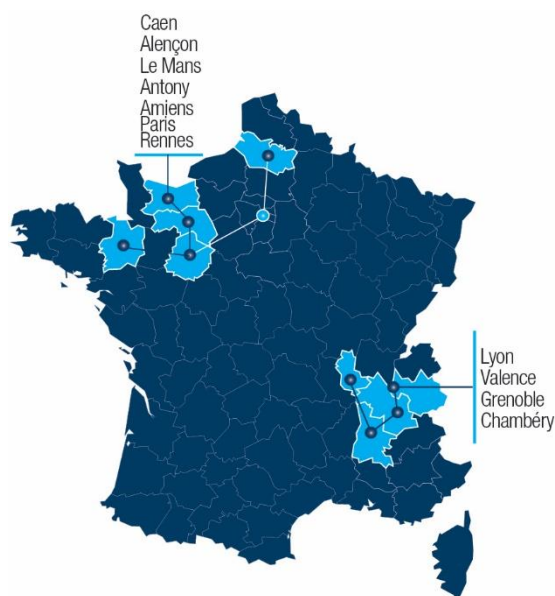 Caen
Alençon
Le Mans
Antony
Amiens
Paris
Rennes
Lyon
Valence
Grenoble
Chambéry